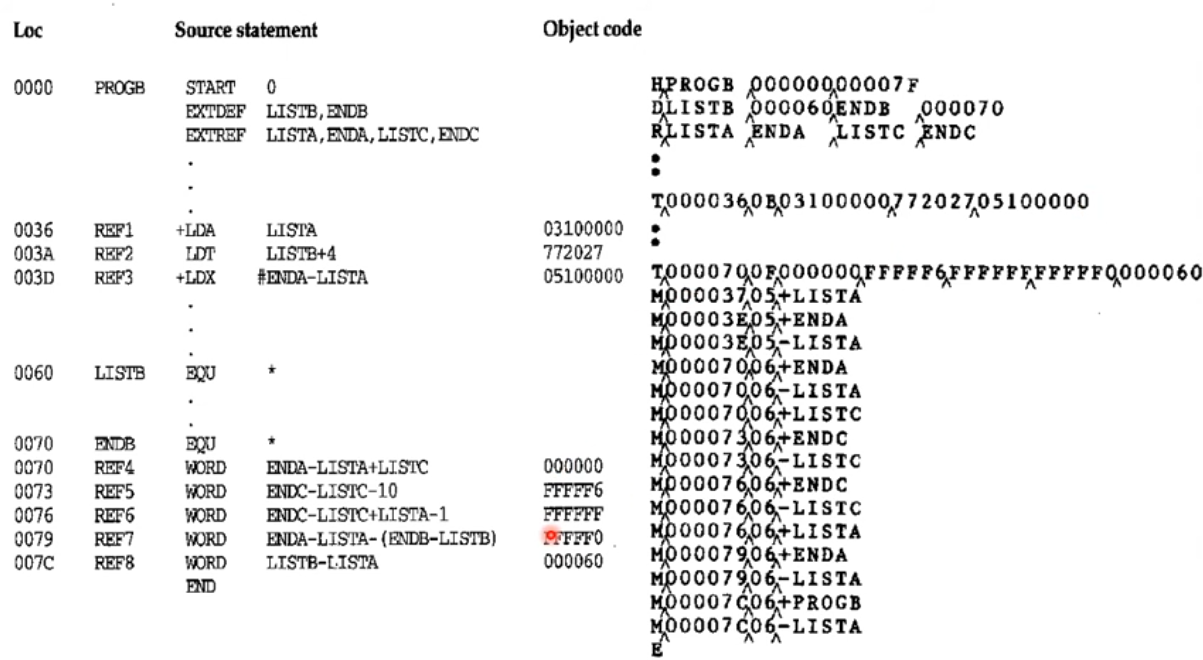 Loc Source statement Object code
0000 PROGB START 0
EXTDEF LISTB,ENDB
EXTREF LISTA,ENDA,LISTC,ENDC
.
.
.
0036 REF1 +LDA LISTA 03100000
003A REF2 LDT LISTB+4 772027
003D REF3 +LDX #ENDA-LISTA 05100000
.
.
.
0060 LISTB EQU *
.
.
0070 ENDB EQU *
0070 REF4 WORD ENDA-LISTA+LISTC 000000
0073 REF5 WORD ENDC-LISTC-10 FFFFF6
0076 REF6 WORD ENDC-LISTC+LISTA-1 FFFFFF
0079 REF7 WORD ENDA-LISTA-(ENDB-LISTB) FFFFF0
007C REF8 WORD LISTB-LISTA 000060
END
HPROGB 00000000007F
DLISTB 000060ENDB 000070
RLISTA ENDA LISTC ENDC
T0000360B0310000077202705100000
T0000700F000000FFFFF6FFFFFFFFFFF0000060
M00003705+LISTA
M00003E05+ENDA
M00003E05-LISTA
M00007006+ENDA
M00007006-LISTA
M00007006+LISTC
M00007306+ENDC
M00007306-LISTC
M00007606+ENDC
M00007606-LISTC
M00007606+LISTA
M00007906+ENDA
M00007906-LISTA
M00007C06+PROGB
M00007C06-LISTA
E